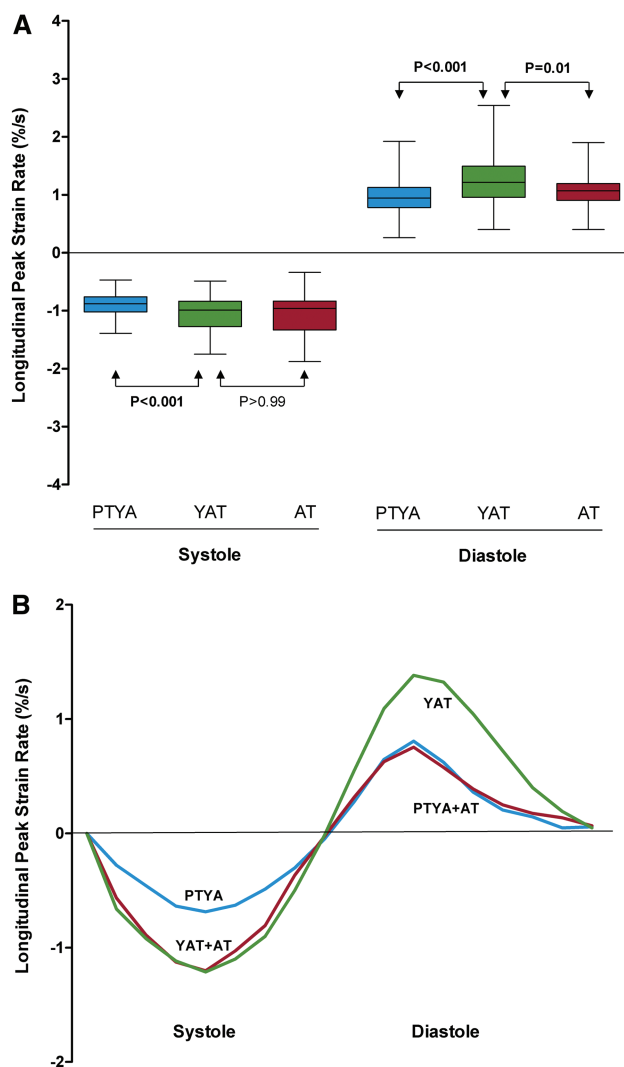 A
Longitudinal Peak Strain Rate (%/s)
4
3
2
1
0
-1
-2
-3
-4
P<0.001
P=0.01
P<0.001
P>0.99
PTYA
YAT
AT
PTYA
YAT
AT
Systole
Diastole
B
Longitudinal Peak Strain Rate (%/s)
2
1
0
-1
-2
YAT
PTYA+AT
PTYA
YAT+AT
Systole
Diastole